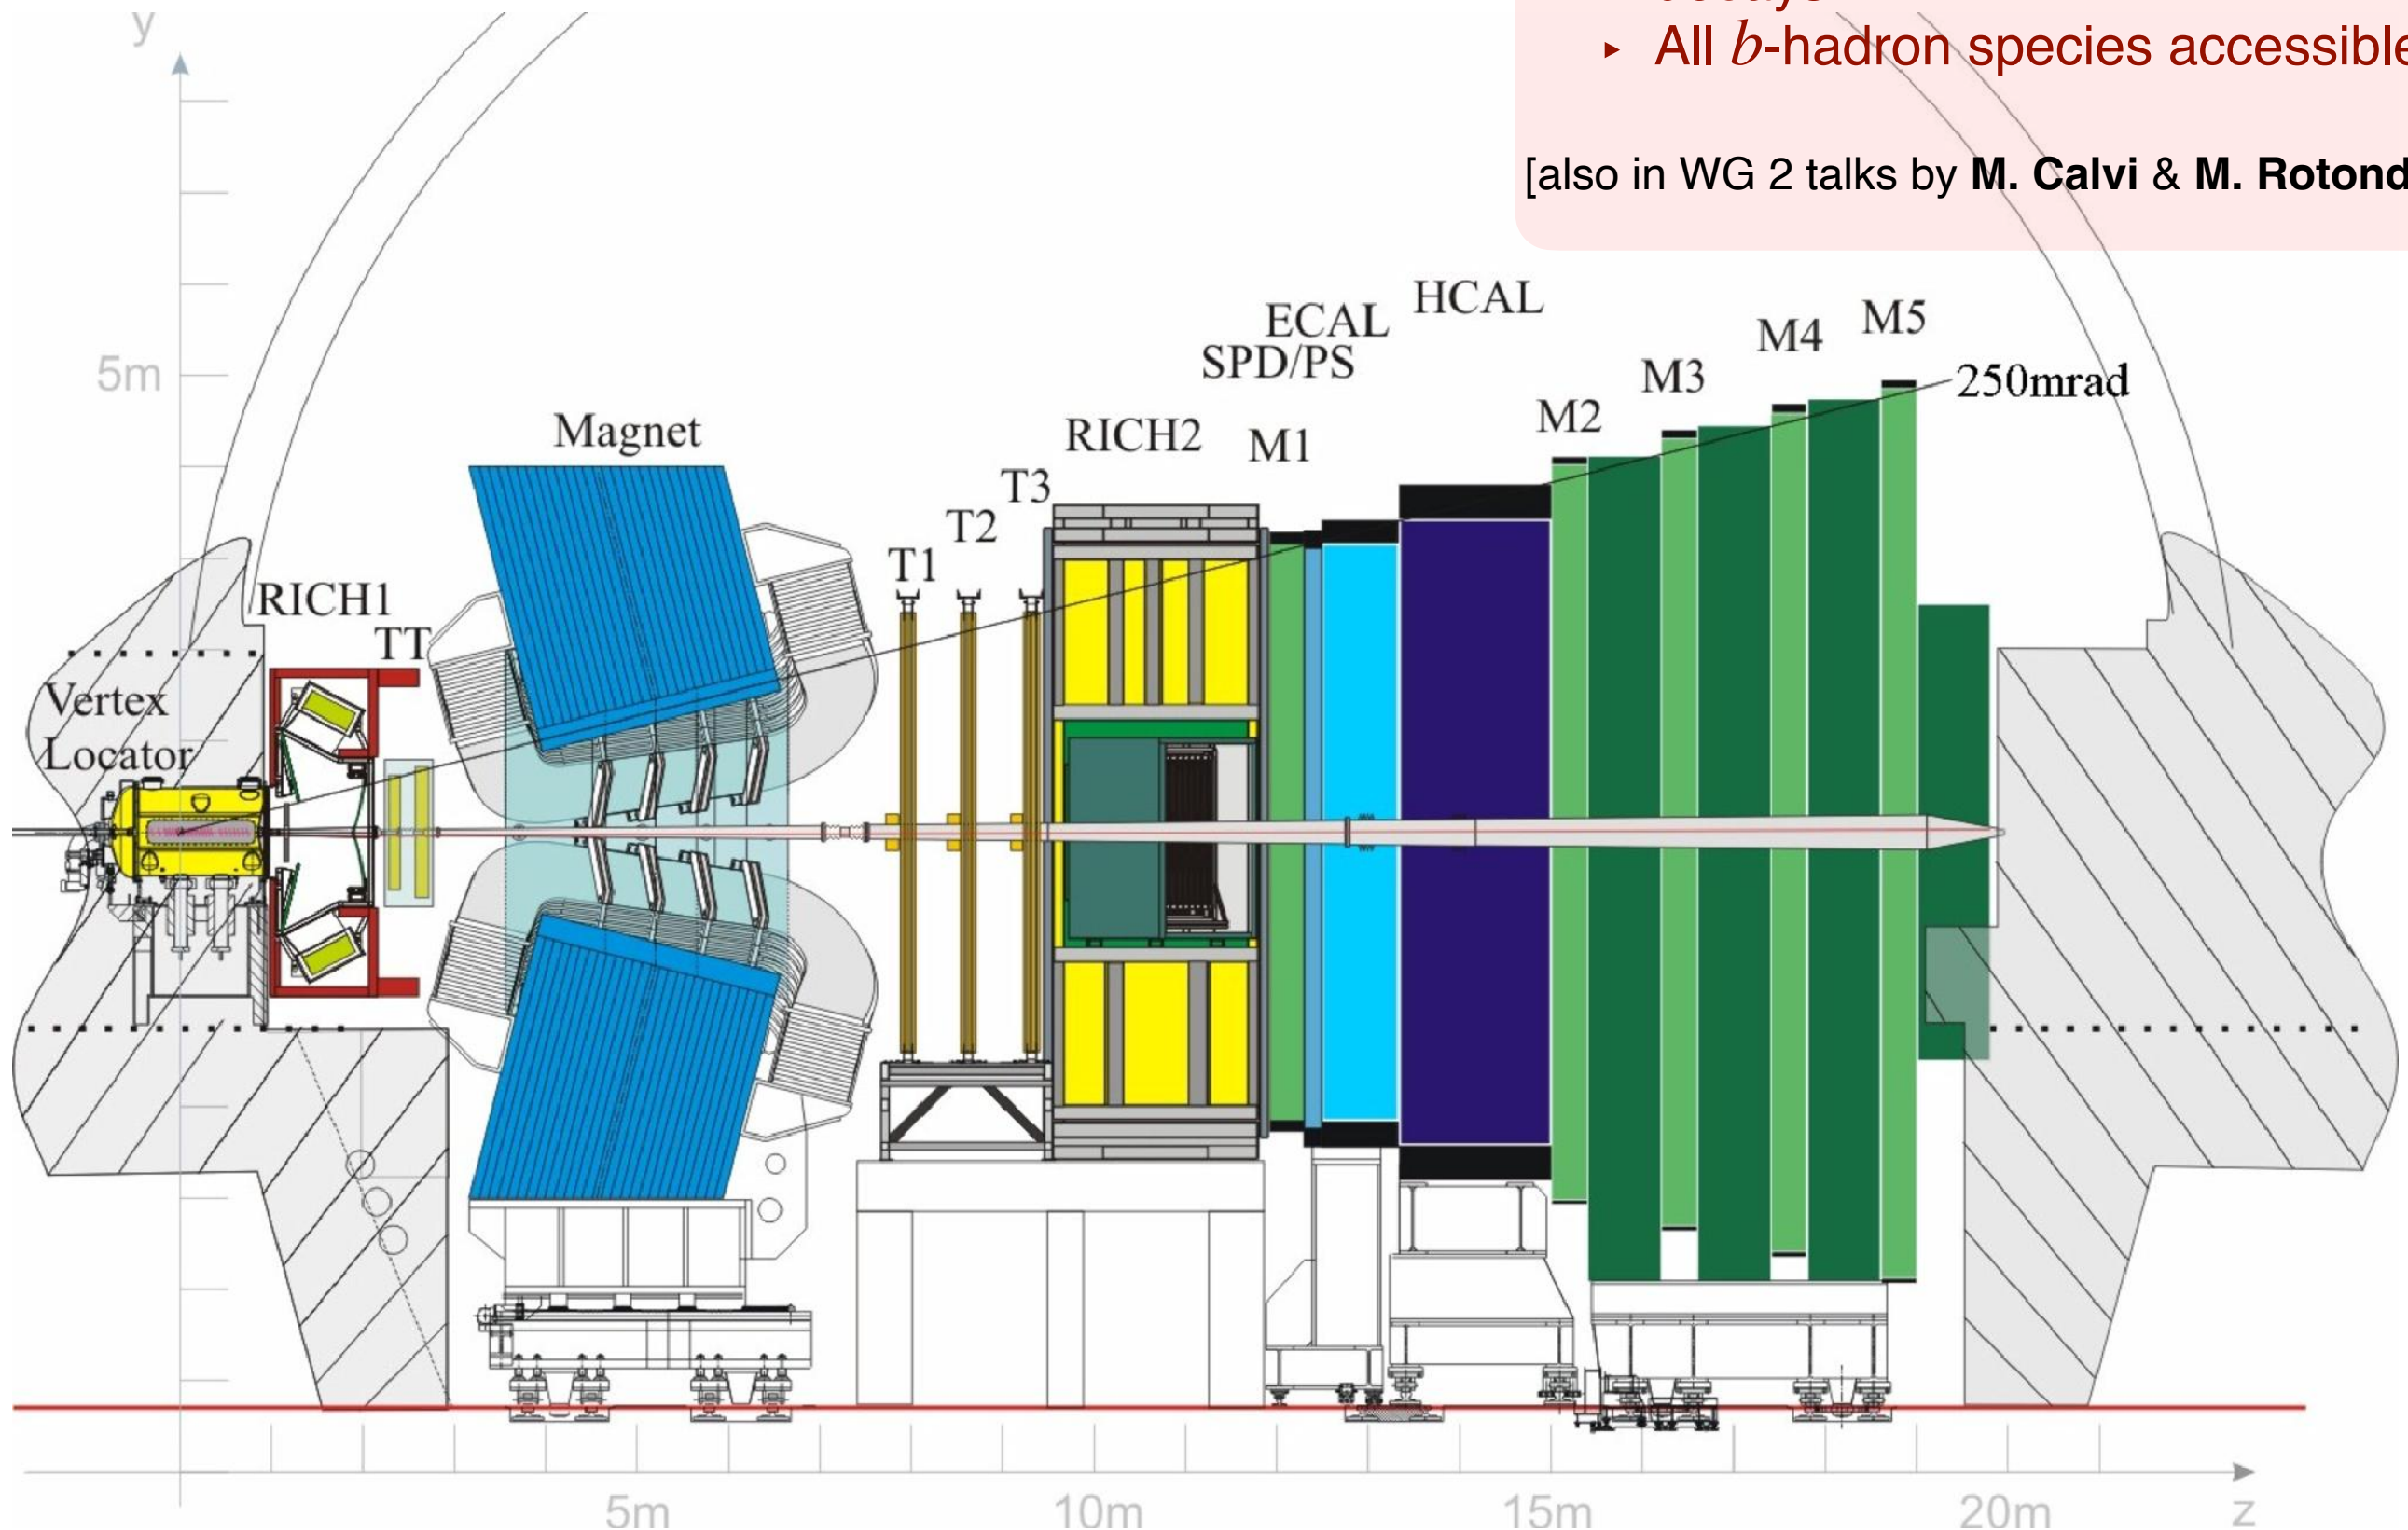 y
▸ All b-hadron species accessible
[also in WG 2 talks by M. Calvi & M. Rotond
HCAL
ECAL
SPD/PS
M5
M4
M3
M2
250mrad
5m
Magnet
RICH2
M1
T3
T2
T1
RICH1
TT
Vertex
Locator
5m
10m
15m
20m
z